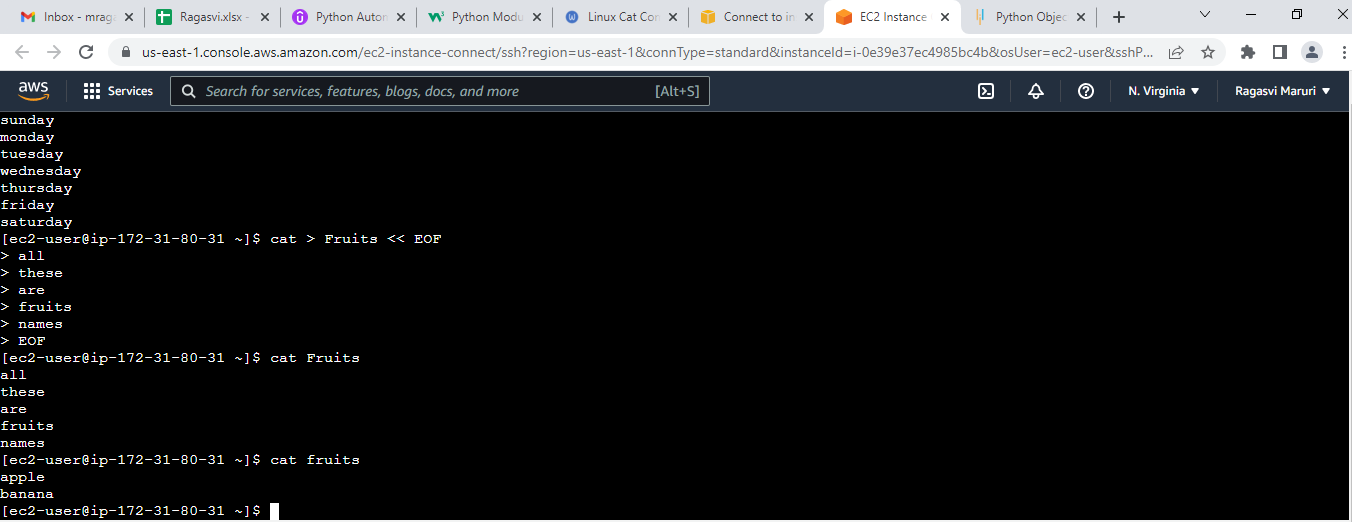 Inbox - mrag
Ragasvi.xlsx -
Python Auton
Python Modu
Linux Cat Con
Connect to in
EC2 Instance
Python Objec
us-east-1.console.aws.amazon.com/ec2-instance-connect/ssh?region=us-east-1&connType=standard&instanceId=i-0e39e37ec4985bc4b&osUser=ec2-user&sshP...
aws Services Search for services, features, blogs, docs, and more [Alt+S] N. Virginia Ragasvi Maruri
sunday
monday
tuesday
wednesday
thursday
friday
saturday
[ec2-user@ip-172-31-80-31 ~]$ cat > Fruits << EOF
> all
> these
> are
> fruits
> names
> EOF
[ec2-user@ip-172-31-80-31 ~]$ cat Fruits
all
these
are
fruits
names
[ec2-user@ip-172-31-80-31 ~]$ cat fruits
apple
banana
[ec2-user@ip-172-31-80-31 ~]$